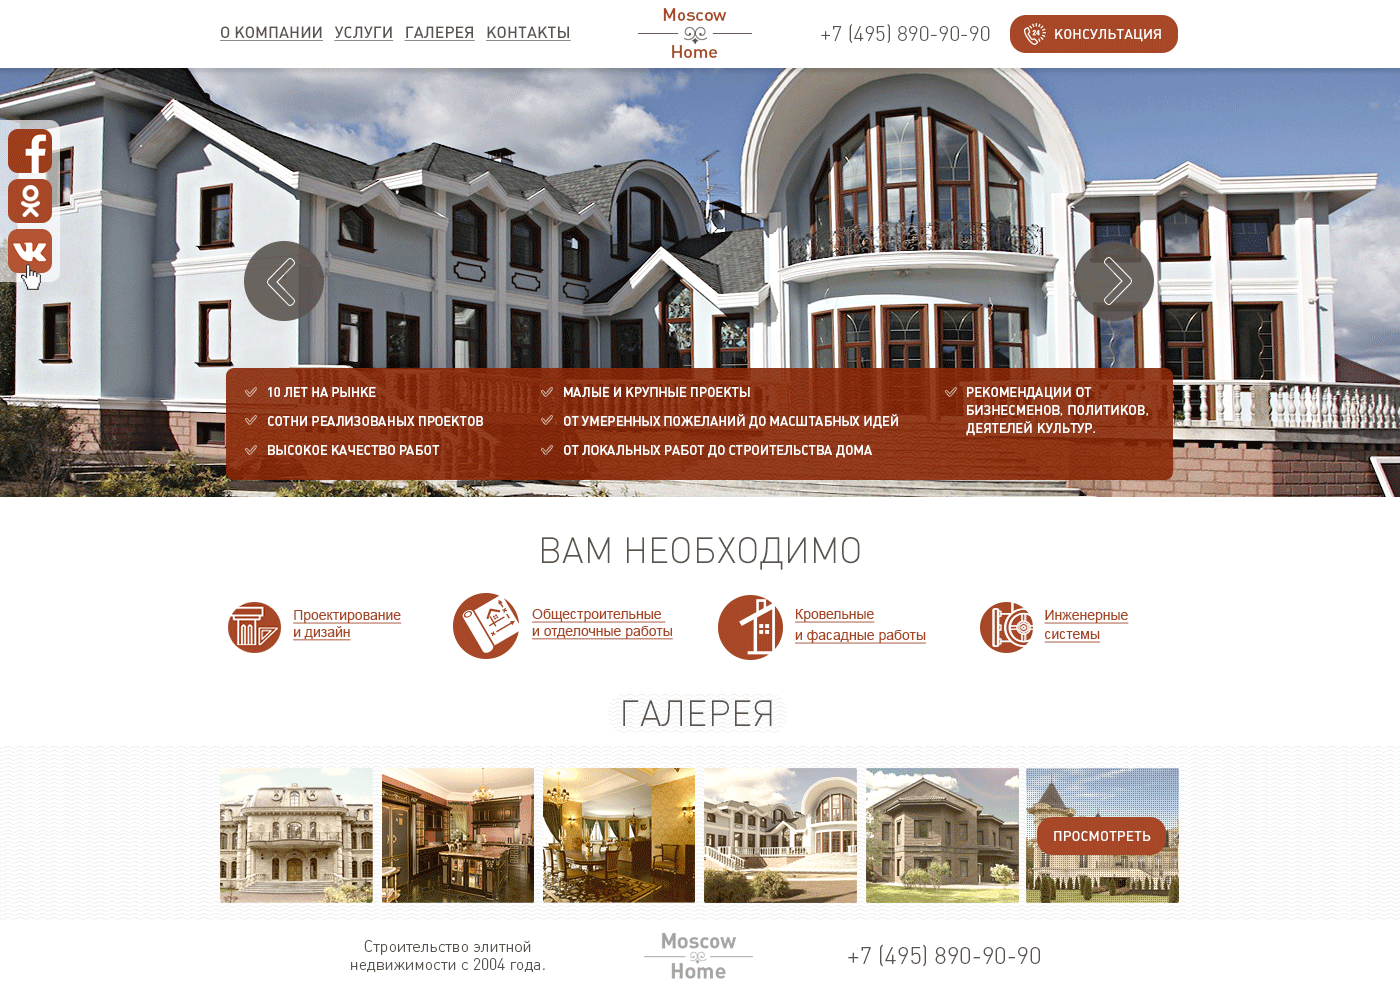 О КОМПАНИИ УСЛУГИ ГАЛЕРЕЯ КОНТАКТЫ
Moscow
Home
+7 (495) 890-90-90
24
КОНСУЛЬТАЦИЯ
10 ЛЕТ НА РЫНКЕ
СОТНИ РЕАЛИЗОВАНЫХ ПРОЕКТОВ
ВЫСОКОЕ КАЧЕСТВО РАБОТ
МАЛЫЕ И КРУПНЫЕ ПРОЕКТЫ
ОТ УМЕРЕННЫХ ПОЖЕЛАНИЙ ДО МАСШТАБНЫХ ИДЕЙ
ОТ ЛОКАЛЬНЫХ РАБОТ ДО СТРОИТЕЛЬСТВА ДОМА
РЕКОМЕНДАЦИИ ОТ
БИЗНЕСМЕНОВ, ПОЛИТИКОВ,
ДЕЯТЕЛЕЙ КУЛЬТУР.
ВАМ НЕОБХОДИМО
Проектирование
и дизайн
Общестроительные
и отделочные работы
Кровельные
и фасадные работы
Инженерные
системы
ГАЛЕРЕЯ
ПРОСМОТРЕТЬ
Строительство элитной
недвижимости с 2004 года.
Moscow
Home
+7 (495) 890-90-90